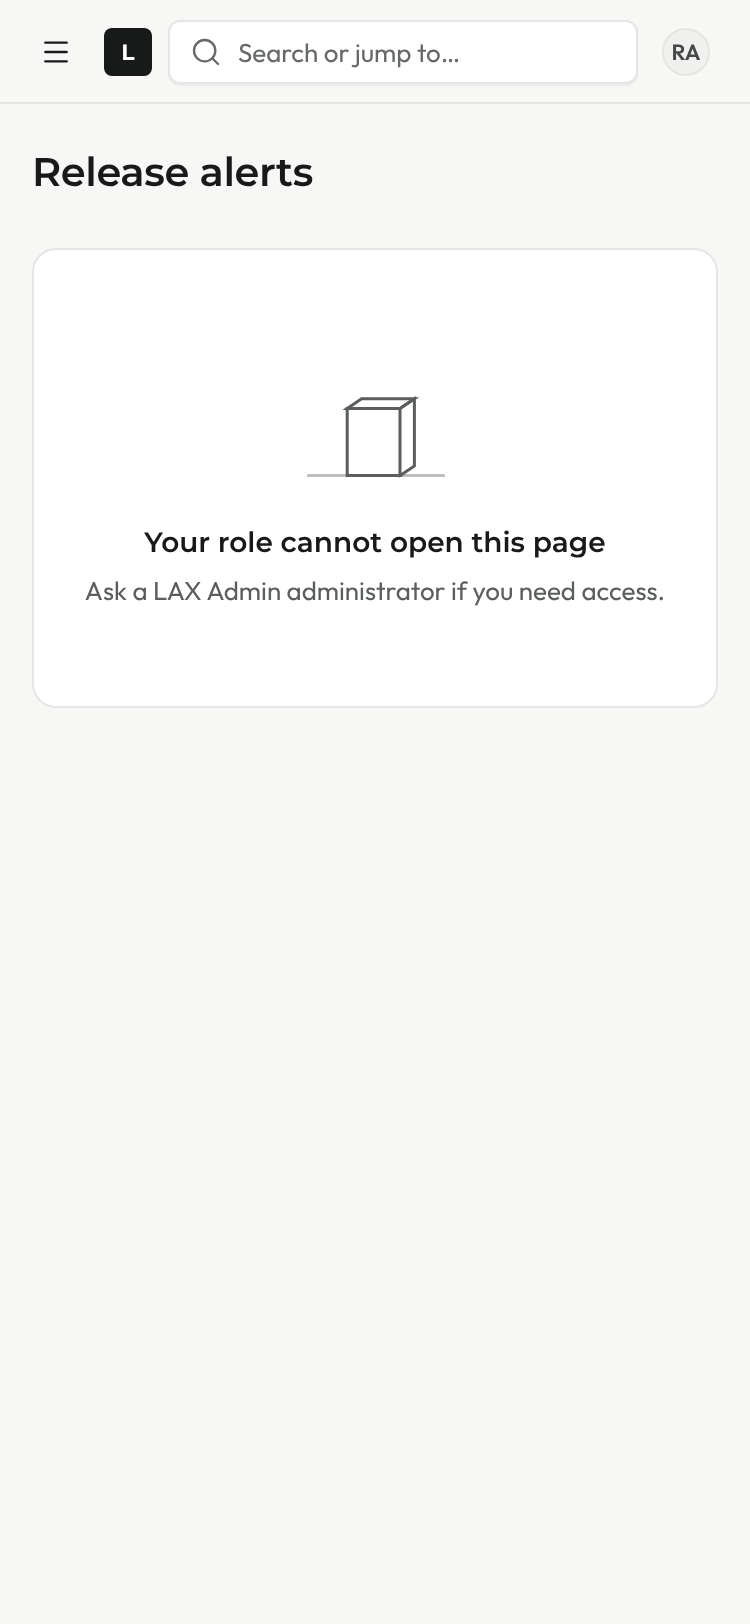 L
Search or jump to...
RA
Release alerts
Your role cannot open this page
Ask a LAX Admin administrator if you need access.